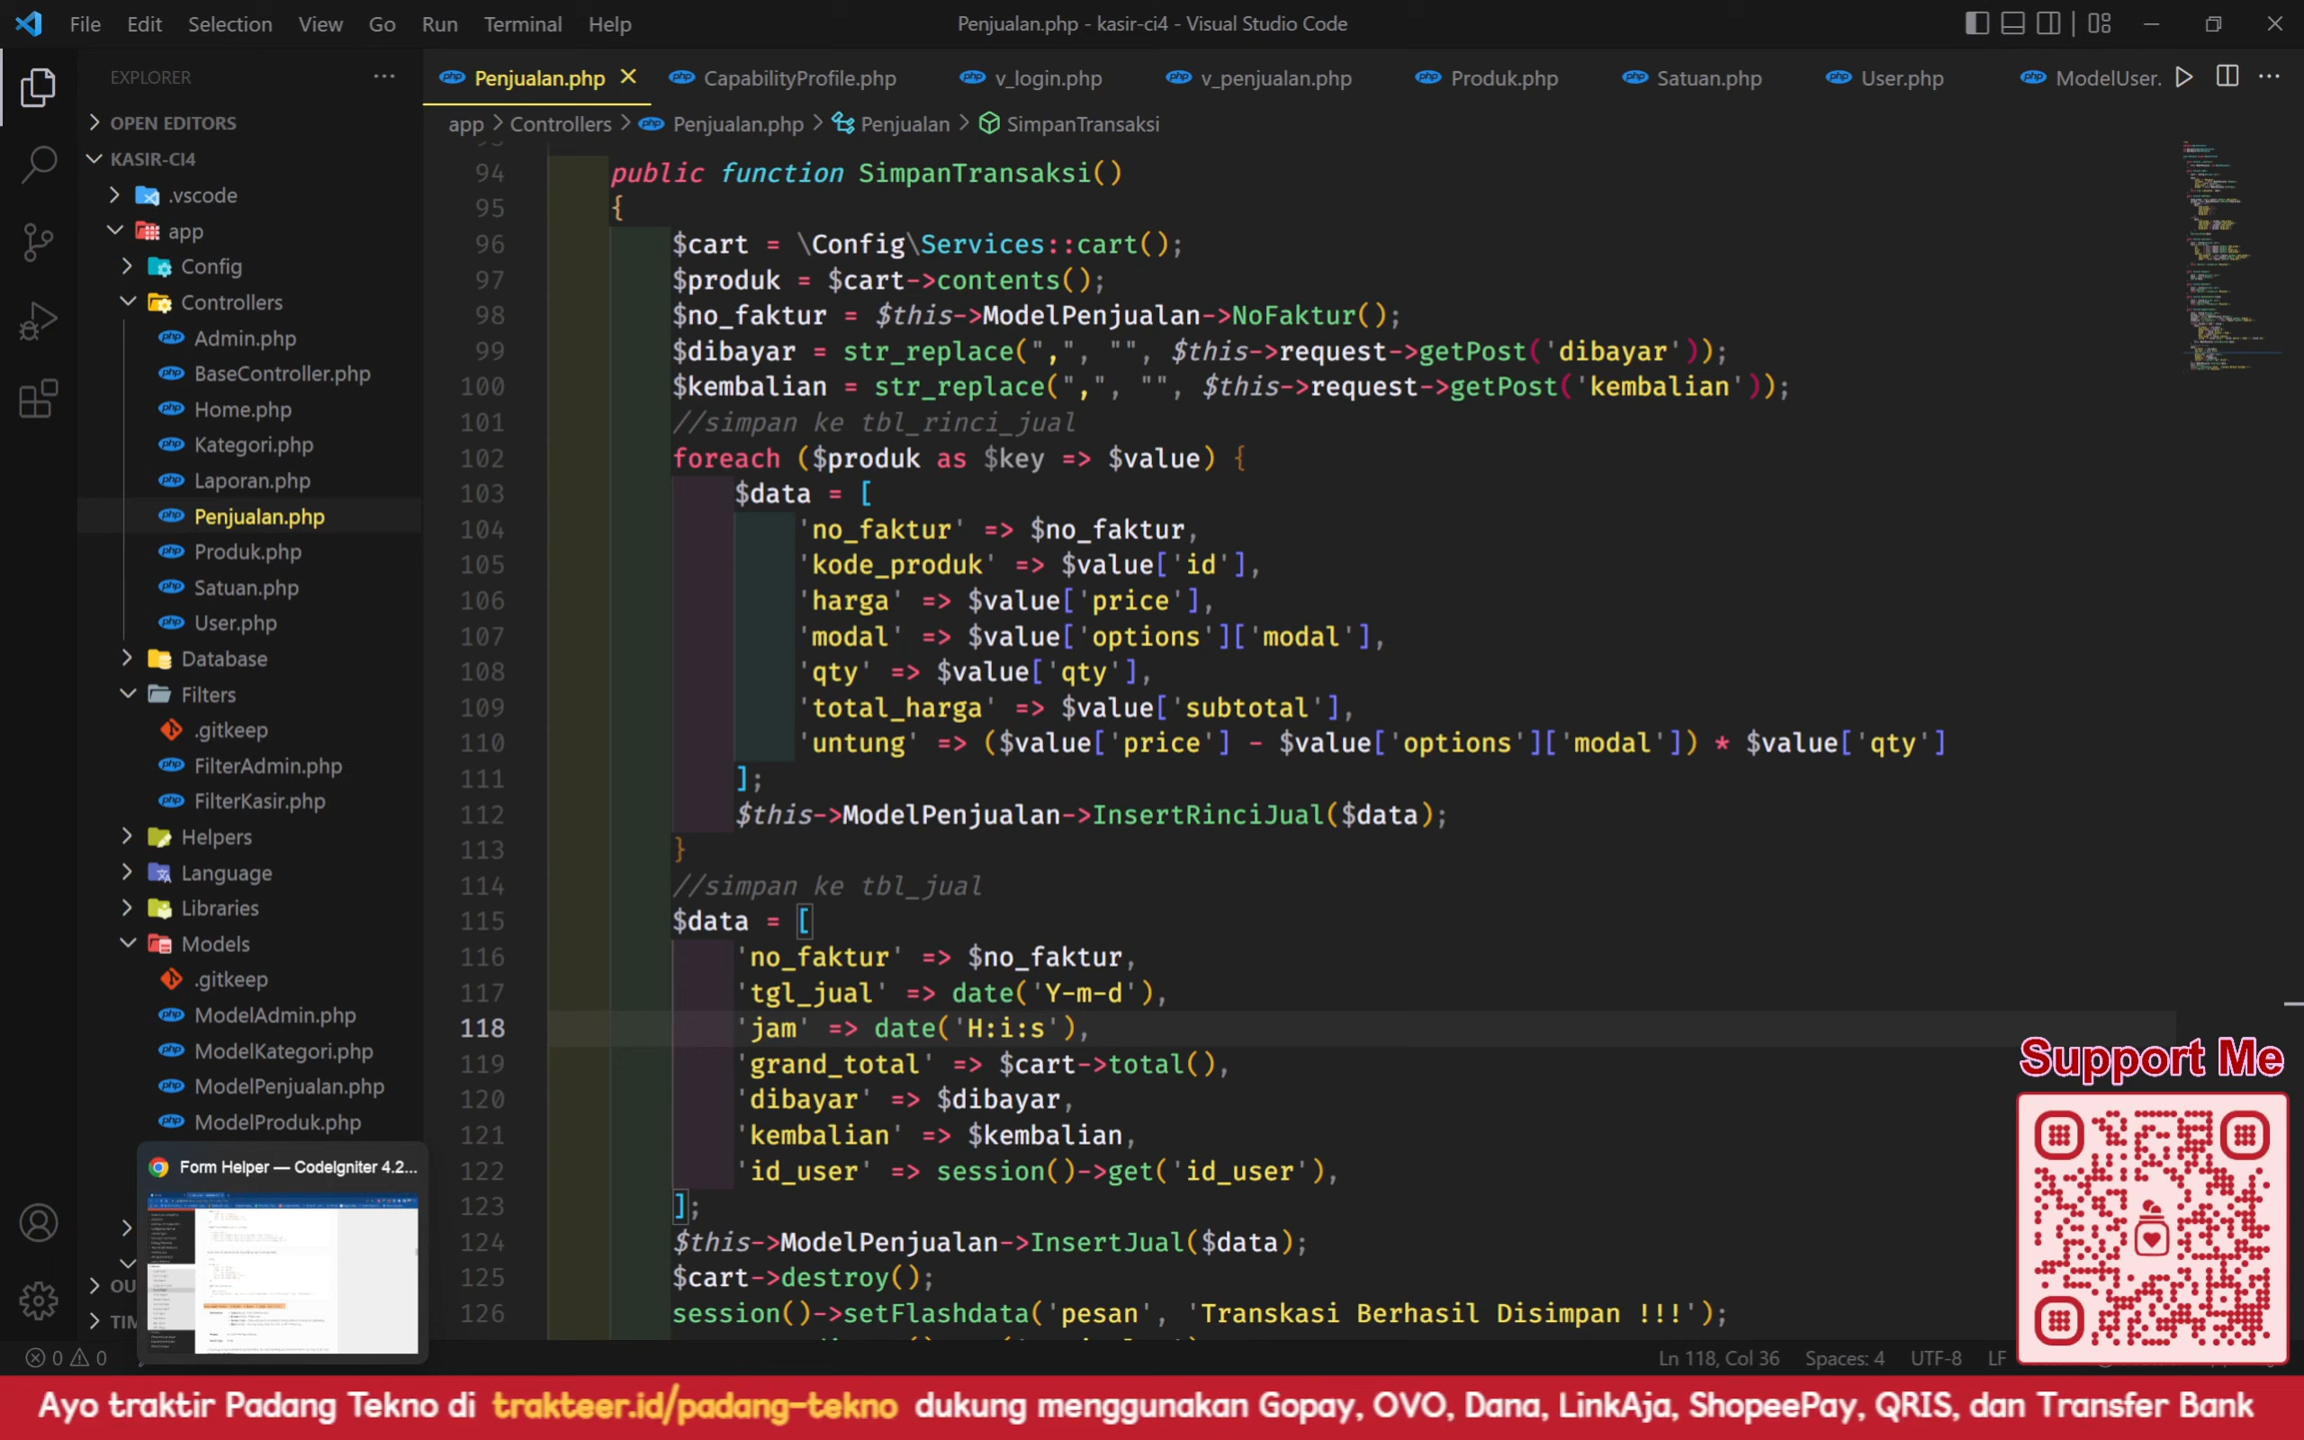 File Edit Selection View Go Run Terminal Help
Penjualan.php - kasir-ci4 - Visual Studio Code
EXPLORER
OPEN EDITORS
KASIR-CI4
.vscode
app
Config
Controllers
Admin.php
BaseController.php
Home.php
Kategori.php
Laporan.php
Penjualan.php
Produk.php
Satuan.php
User.php
Database
Filters
.gitkeep
FilterAdmin.php
FilterKasir.php
Helpers
Language
Libraries
Models
.gitkeep
ModelAdmin.php
ModelKategori.php
ModelPenjualan.php
ModelProduk.php
Form Helper — CodeIgniter 4.2...
OU
TIM
Penjualan.php CapabilityProfile.php v_login.php v_penjualan.php Produk.php Satuan.php User.php ModelUser.
app > Controllers > Penjualan.php > Penjualan > SimpanTransaksi
94 public function SimpanTransaksi()
95 {
96 $cart = \Config\Services::cart();
97 $produk = $cart->contents();
98 $no_faktur = $this->ModelPenjualan->NoFaktur();
99 $dibayar = str_replace(",", "", $this->request->getPost('dibayar'));
100 $kembalian = str_replace(",", "", $this->request->getPost('kembalian'));
101 //simpan ke tbl_rinci_jual
102 foreach ($produk as $key => $value) {
103 $data = [
104 'no_faktur' => $no_faktur,
105 'kode_produk' => $value['id'],
106 'harga' => $value['price'],
107 'modal' => $value['options']['modal'],
108 'qty' => $value['qty'],
109 'total_harga' => $value['subtotal'],
110 'untung' => ($value['price'] - $value['options']['modal']) * $value['qty']
111 ];
112 $this->ModelPenjualan->InsertRinciJual($data);
113 }
114 //simpan ke tbl_jual
115 $data = [
116 'no_faktur' => $no_faktur,
117 'tgl_jual' => date('Y-m-d'),
118 'jam' => date('H:i:s'),
119 'grand_total' => $cart->total(),
120 'dibayar' => $dibayar,
121 'kembalian' => $kembalian,
122 'id_user' => session()->get('id_user'),
123 ];
124 $this->ModelPenjualan->InsertJual($data);
125 $cart->destroy();
126 session()->setFlashdata('pesan', 'Transkasi Berhasil Disimpan !!!');
Support Me
0 0
Ln 118, Col 36 Spaces: 4 UTF-8 LF
Ayo traktir Padang Tekno di trakteer.id/padang-tekno dukung menggunakan Gopay, OVO, Dana, LinkAja, ShopeePay, QRIS, dan Transfer Bank